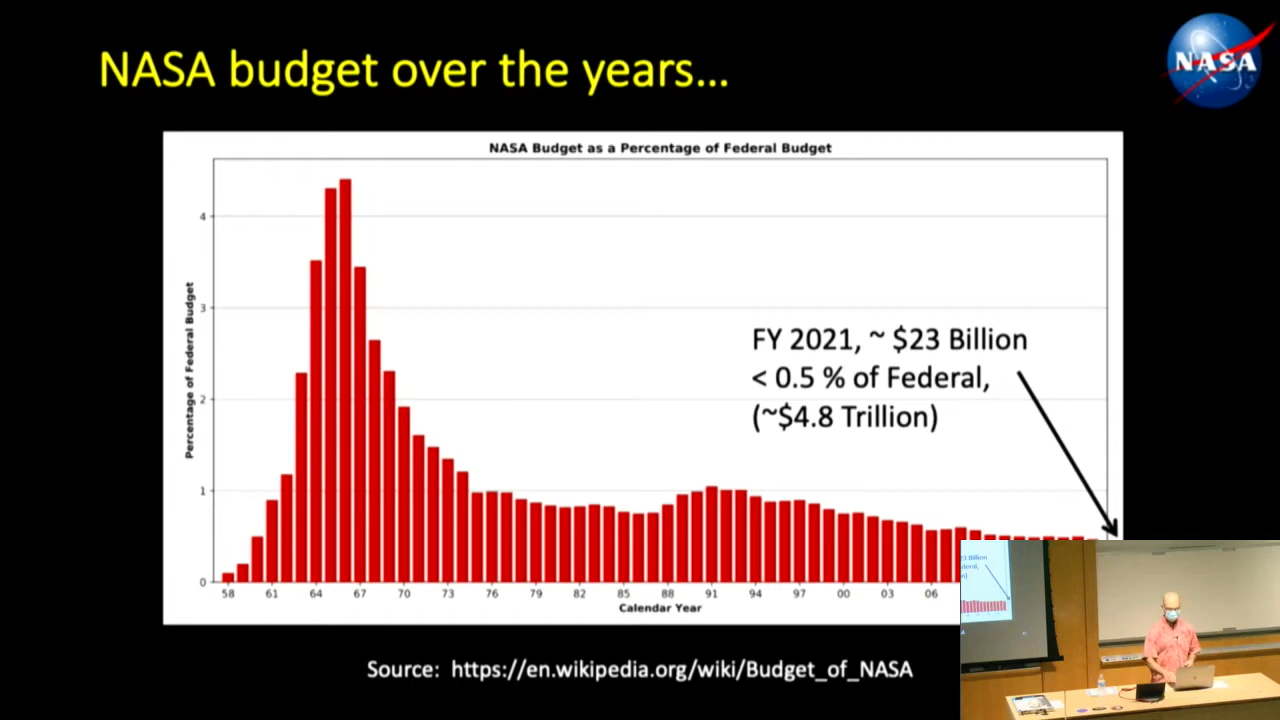 NASA budget over the years...
NASA
NASA Budget as a Percentage of Federal Budget
Percentage of Federal Budget
4
3
2
1
0
FY 2021, ~ $23 Billion
< 0.5 % of Federal,
(~$4.8 Trillion)
58 61 64 67 70 73 76 79 82 85 88 91 94 97 00 03 06
Calendar Year
Source: https://en.wikipedia.org/wiki/Budget_of_NASA